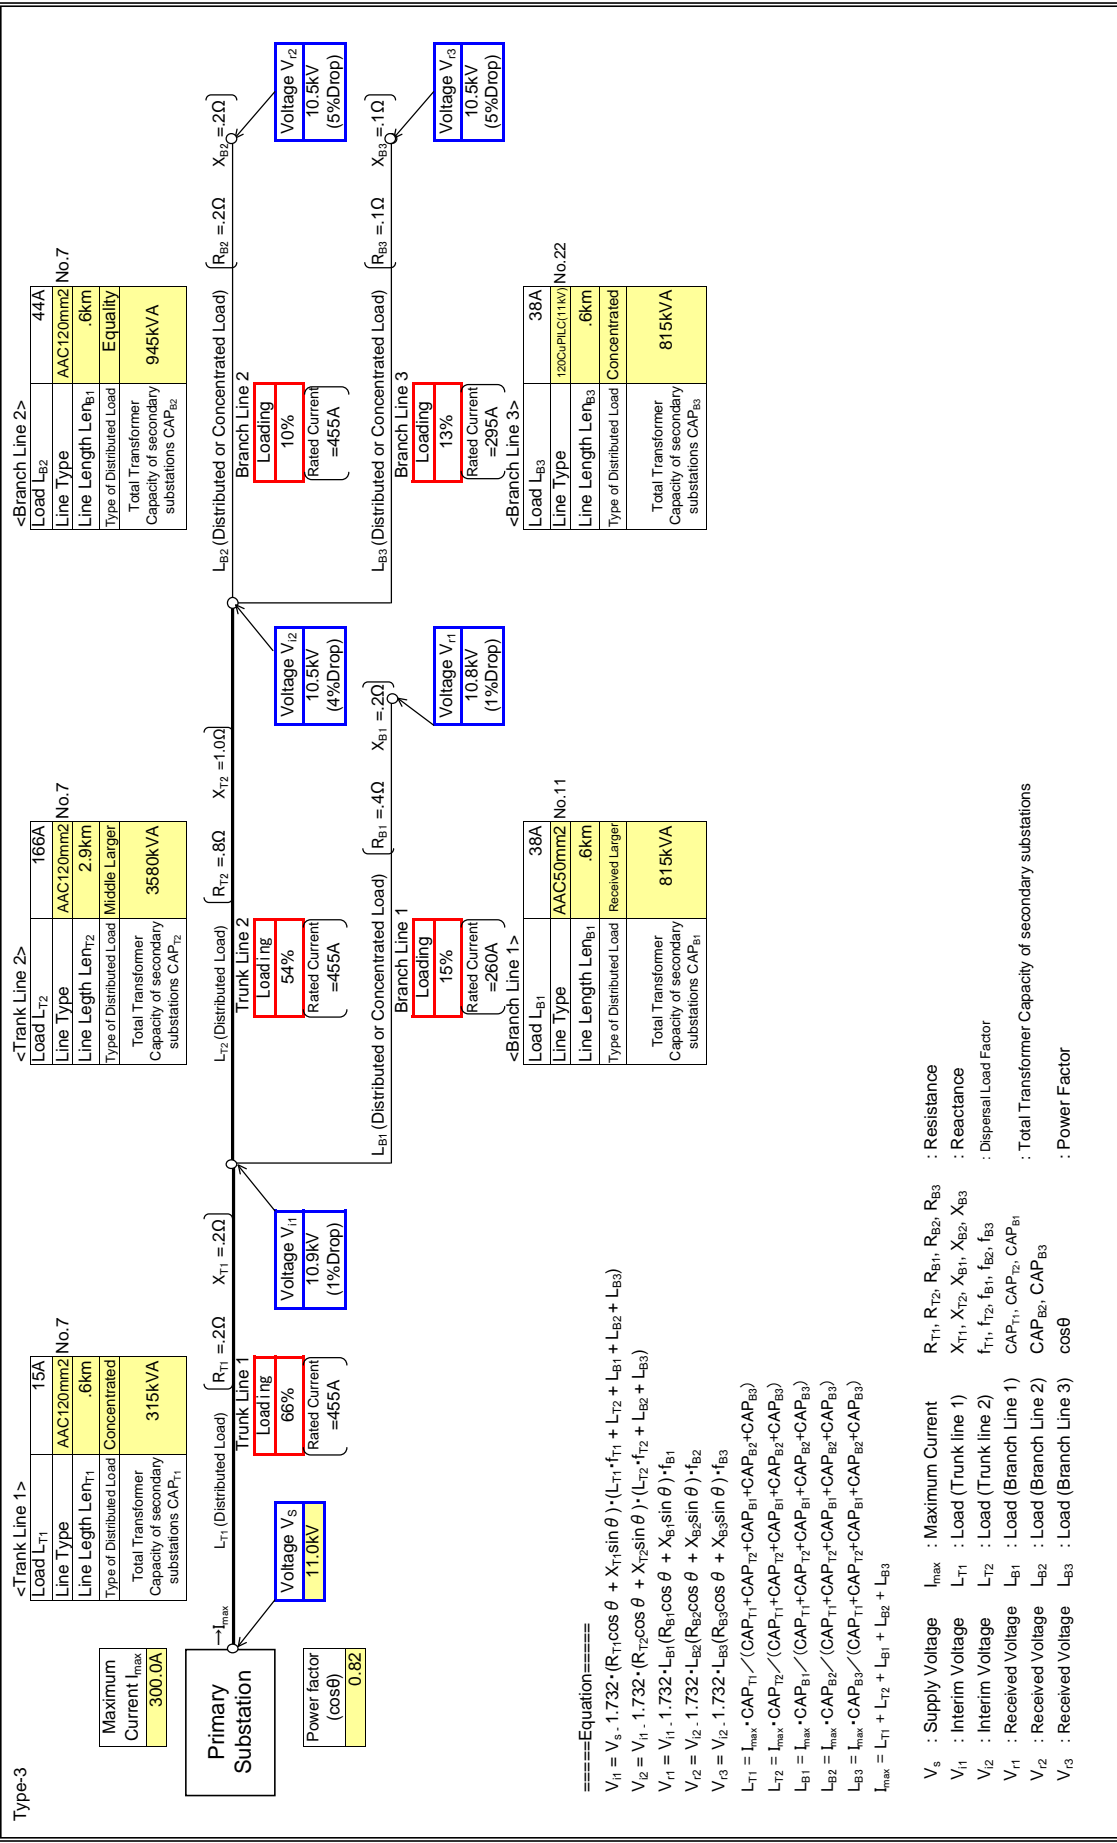 Type-3
Maximum
Current Imax
300.0A
Primary
Substation
Power factor
(cosθ)
0.82
→Imax
Voltage VS
11.0kV
<Trank Line 1>
Load LT1 15A
Line Type AAC120mm2 No.7
Line Legth LenT1 .6km
Type of Distributed Load Concentrated
Total Transformer
Capacity of secondary
substations CAPT1
315kVA
LT1 (Distributed Load) RT1 =.2Ω XT1 =.2Ω
Trunk Line 1
Loading
66%
Rated Current
=455A
Voltage Vi1
10.9kV
(1%Drop)
<Trank Line 2>
Load LT2 166A
Line Type AAC120mm2 No.7
Line Legth LenT2 2.9km
Type of Distributed Load Middle Larger
Total Transformer
Capacity of secondary
substations CAPT2
3580kVA
LT2 (Distributed Load) RT2 =.8Ω XT2 =1.0Ω
Trunk Line 2
Loading
54%
Rated Current
=455A
Voltage Vi2
10.5kV
(4%Drop)
LB1 (Distributed or Concentrated Load) RB1 =.4Ω XB1 =.2Ω
Branch Line 1
Loading
15%
Rated Current
=260A
Voltage Vr1
10.8kV
(1%Drop)
<Branch Line 1>
Load LB1 38A
Line Type AAC50mm2 No.11
Line Length LenB1 .6km
Type of Distributed Load Received Larger
Total Transformer
Capacity of secondary
substations CAPB1
815kVA
<Branch Line 2>
Load LB2 44A
Line Type AAC120mm2 No.7
Line Length LenB1 .6km
Type of Distributed Load Equality
Total Transformer
Capacity of secondary
substations CAPB2
945kVA
LB2 (Distributed or Concentrated Load) RB2 =.2Ω XB2 =.2Ω
Branch Line 2
Loading
10%
Rated Current
=455A
Voltage Vr2
10.5kV
(5%Drop)
LB3 (Distributed or Concentrated Load) RB3 =.1Ω XB3 =.1Ω
Branch Line 3
Loading
13%
Rated Current
=295A
Voltage Vr3
10.5kV
(5%Drop)
<Branch Line 3>
Load LB3 38A
Line Type 120CuPILC(11kV) No.22
Line Length LenB3 .6km
Type of Distributed Load Concentrated
Total Transformer
Capacity of secondary
substations CAPB3
815kVA
=====Equation=====
Vi1 = VS - 1.732・(RT1cos θ + XT1sin θ)・(LT1・fT1 + LT2 + LB1 + LB2 + LB3)
Vi2 = Vi1 - 1.732・(RT2cos θ + XT2sin θ)・(LT2・fT2 + LB2 + LB3)
Vr1 = Vi1 - 1.732・LB1(RB1cos θ + XB1sin θ)・fB1
Vr2 = Vi2 - 1.732・LB2(RB2cos θ + XB2sin θ)・fB2
Vr3 = Vi2 - 1.732・LB3(RB3cos θ + XB3sin θ)・fB3
LT1 = Imax・CAPT1／(CAPT1+CAPT2+CAPB1+CAPB2+CAPB3)
LT2 = Imax・CAPT2／(CAPT1+CAPT2+CAPB1+CAPB2+CAPB3)
LB1 = Imax・CAPB1／(CAPT1+CAPT2+CAPB1+CAPB2+CAPB3)
LB2 = Imax・CAPB2／(CAPT1+CAPT2+CAPB1+CAPB2+CAPB3)
LB3 = Imax・CAPB3／(CAPT1+CAPT2+CAPB1+CAPB2+CAPB3)
Imax = LT1 + LT2 + LB1 + LB2 + LB3
Vs : Supply Voltage Imax : Maximum Current RT1, RT2, RB1, RB2, RB3 : Resistance
Vi1 : Interim Voltage LT1 : Load (Trunk line 1) XT1, XT2, XB1, XB2, XB3 : Reactance
Vi2 : Interim Voltage LT2 : Load (Trunk line 2) fT1, fT2, fB1, fB2, fB3 : Dispersal Load Factor
Vr1 : Received Voltage LB1 : Load (Branch Line 1) CAPT1, CAPT2, CAPB1
Vr2 : Received Voltage LB2 : Load (Branch Line 2) CAPB2, CAPB3 : Total Transformer Capacity of secondary substations
Vr3 : Received Voltage LB3 : Load (Branch Line 3) cosθ : Power Factor